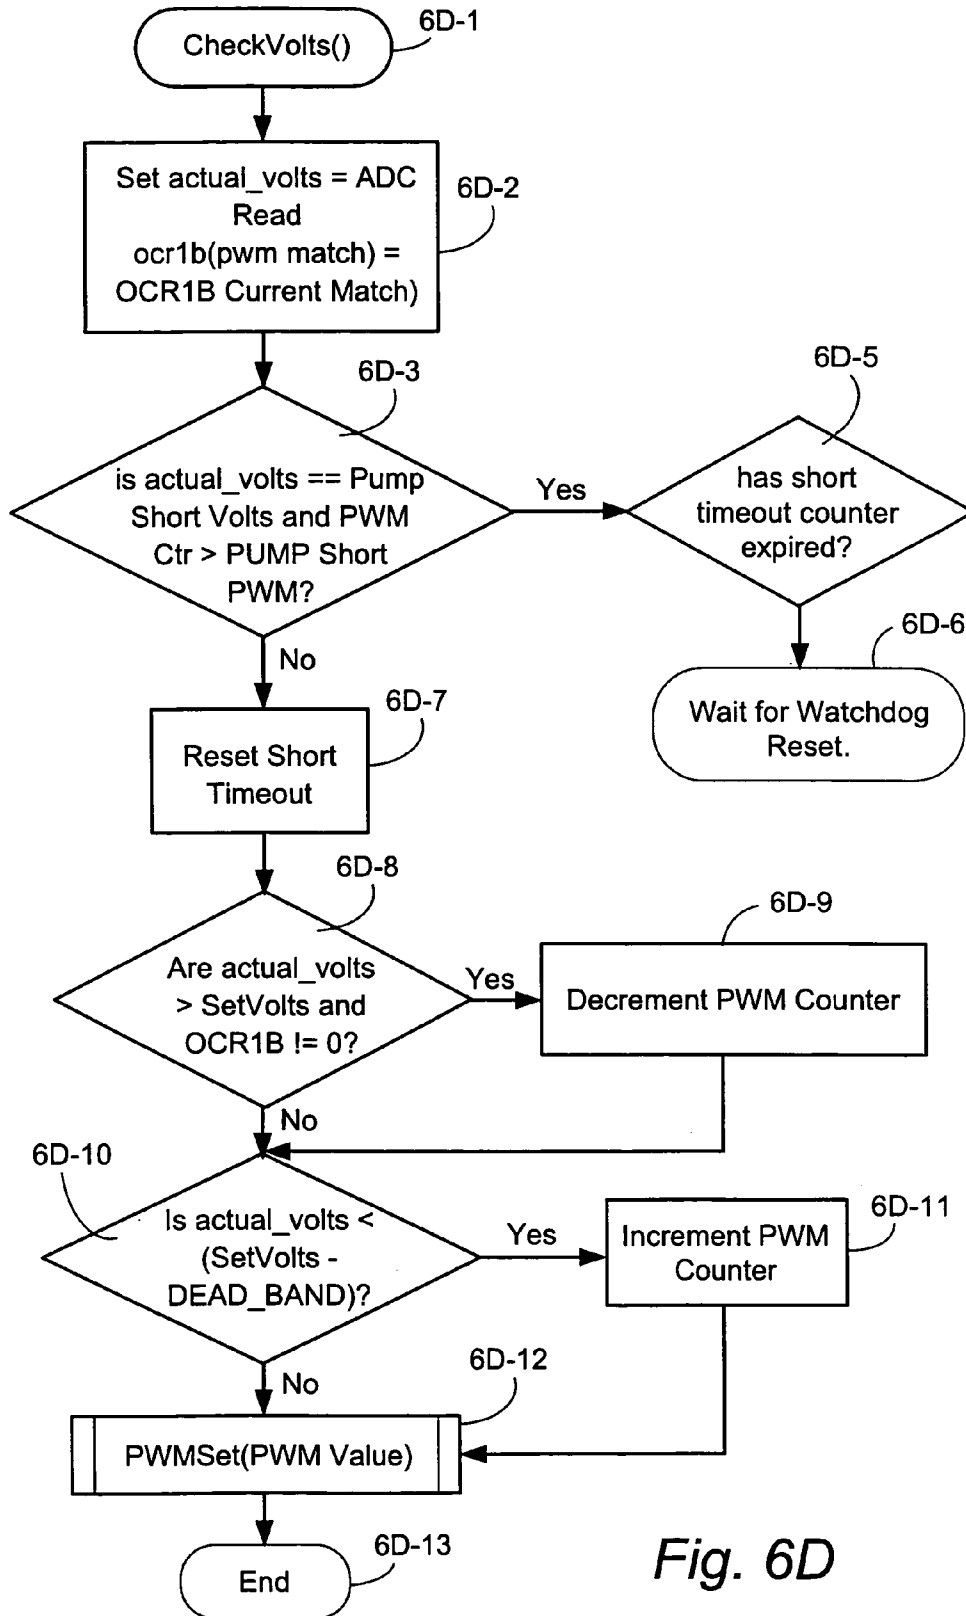 CheckVolts()
6D-1
Set actual_volts = ADC
Read
ocr1b(pwm match) =
OCR1B Current Match)
6D-2
6D-3
is actual_volts == Pump
Short Volts and PWM
Ctr > PUMP Short
PWM?
Yes
6D-5
has short
timeout counter
expired?
6D-6
Wait for Watchdog
Reset.
No
6D-7
Reset Short
Timeout
6D-8
Are actual_volts
> SetVolts and
OCR1B != 0?
Yes
6D-9
Decrement PWM Counter
No
6D-10
Is actual_volts <
(SetVolts -
DEAD_BAND)?
Yes
6D-11
Increment PWM
Counter
No
6D-12
PWMSet(PWM Value)
6D-13
End
Fig. 6D